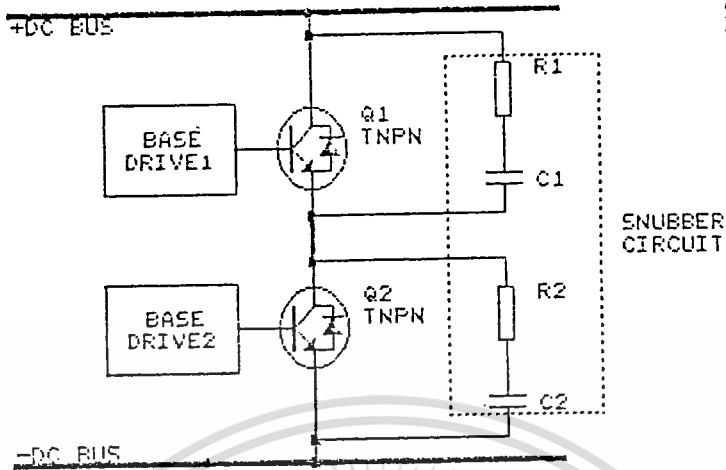 +DC BUS
R1
Q1
TNPN
BASE
DRIVE1
C1
SNUBBER
CIRCUIT
Q2
TNPN
R2
BASE
DRIVE2
C2
-DC BUS